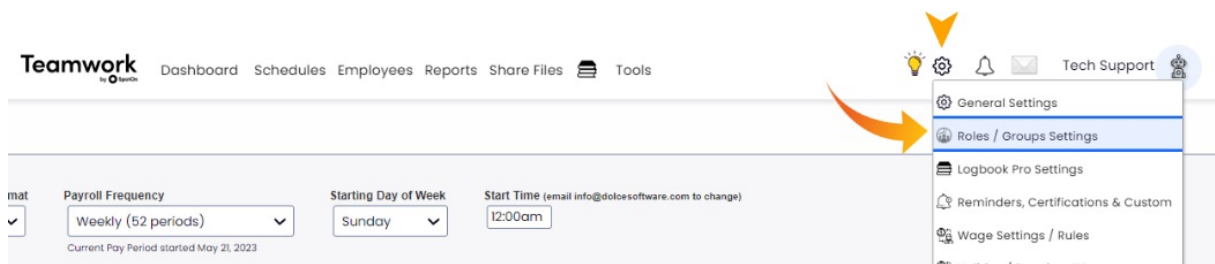 Teamwork
by SpotOn
Dashboard Schedules Employees Reports Share Files Tools
Tech Support
General Settings
Roles / Groups Settings
Logbook Pro Settings
Reminders, Certifications & Custom
Wage Settings / Rules
mat
Payroll Frequency
Starting Day of Week
Start Time (email info@dolcesoftware.com to change)
Weekly (52 periods)
Sunday
12:00am
Current Pay Period started May 21, 2023